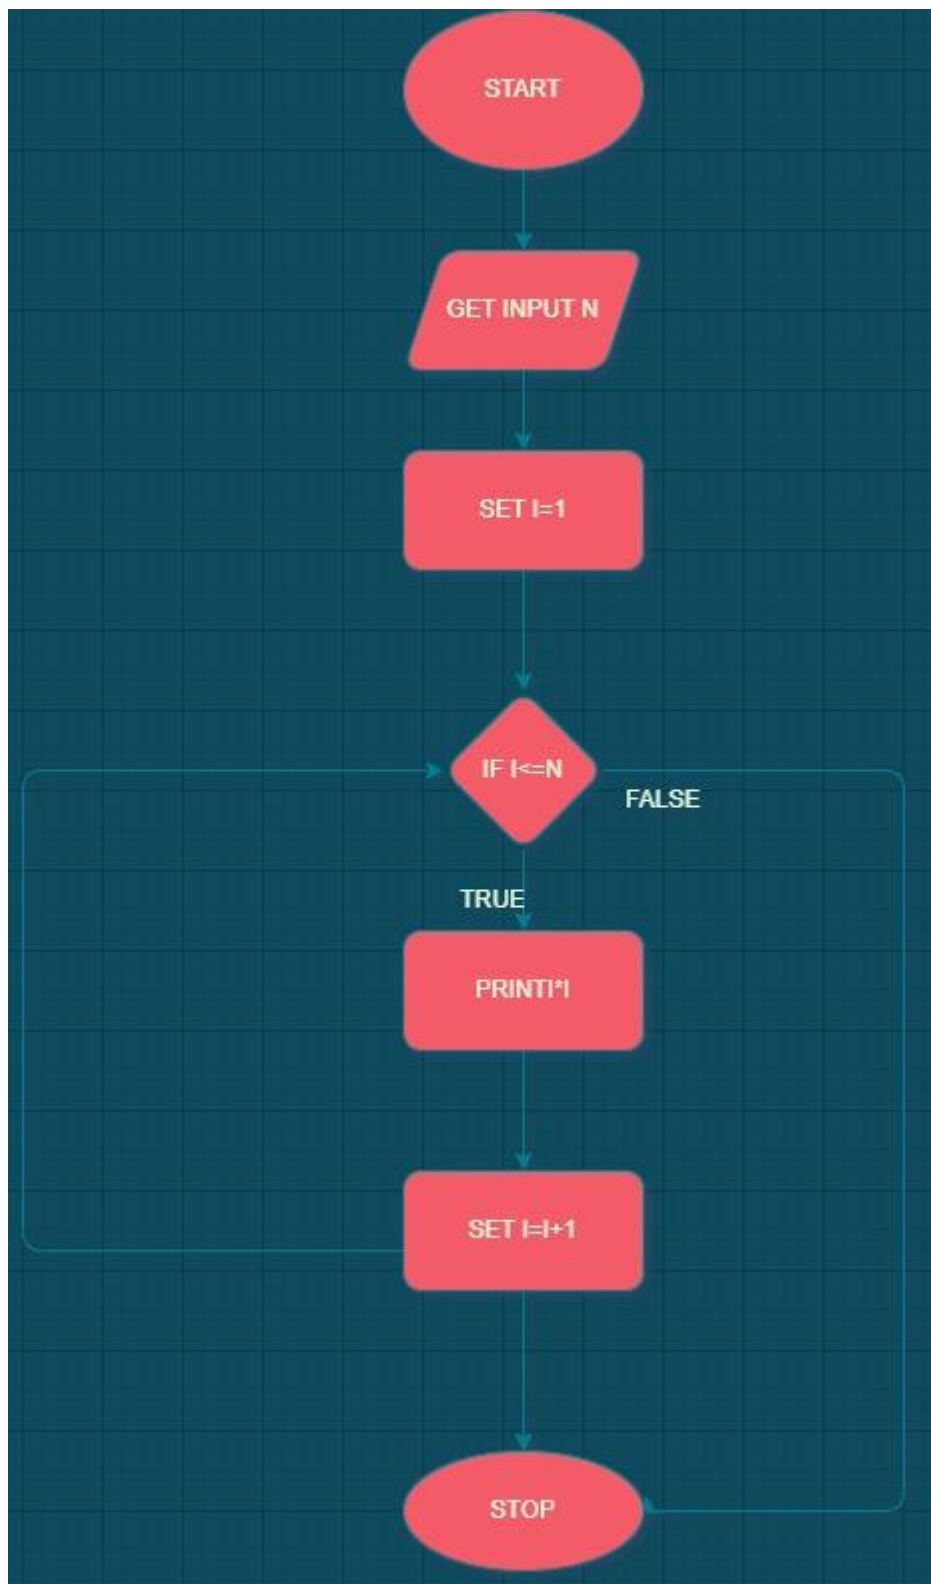 START
GET INPUT N
SET I=1
IF I<=N
FALSE
TRUE
PRINTI*I
SET I=I+1
STOP